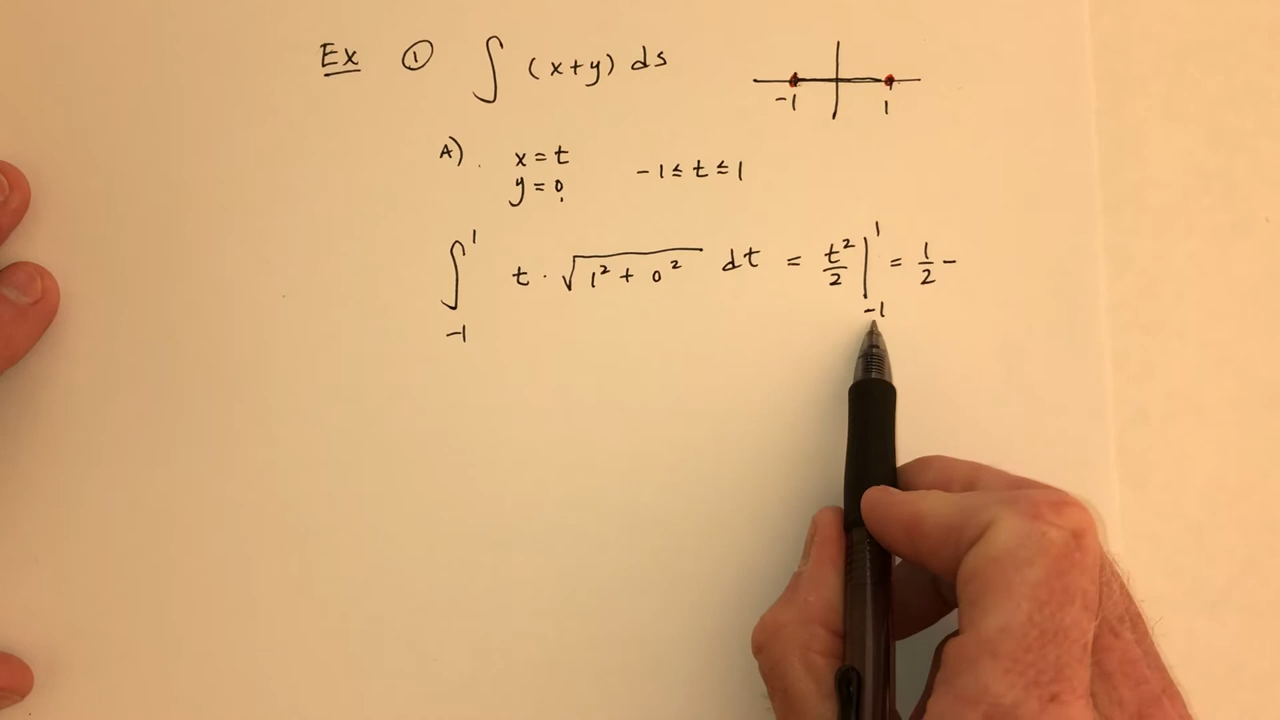 Ex ① ∫ (x+y) ds
-1 1
A). x = t
y = 0. -1 ≤ t ≤ 1
∫_{-1}^{1} t · √(1² + 0²) dt = t²/2 |_{-1}^{1} = 1/2 -